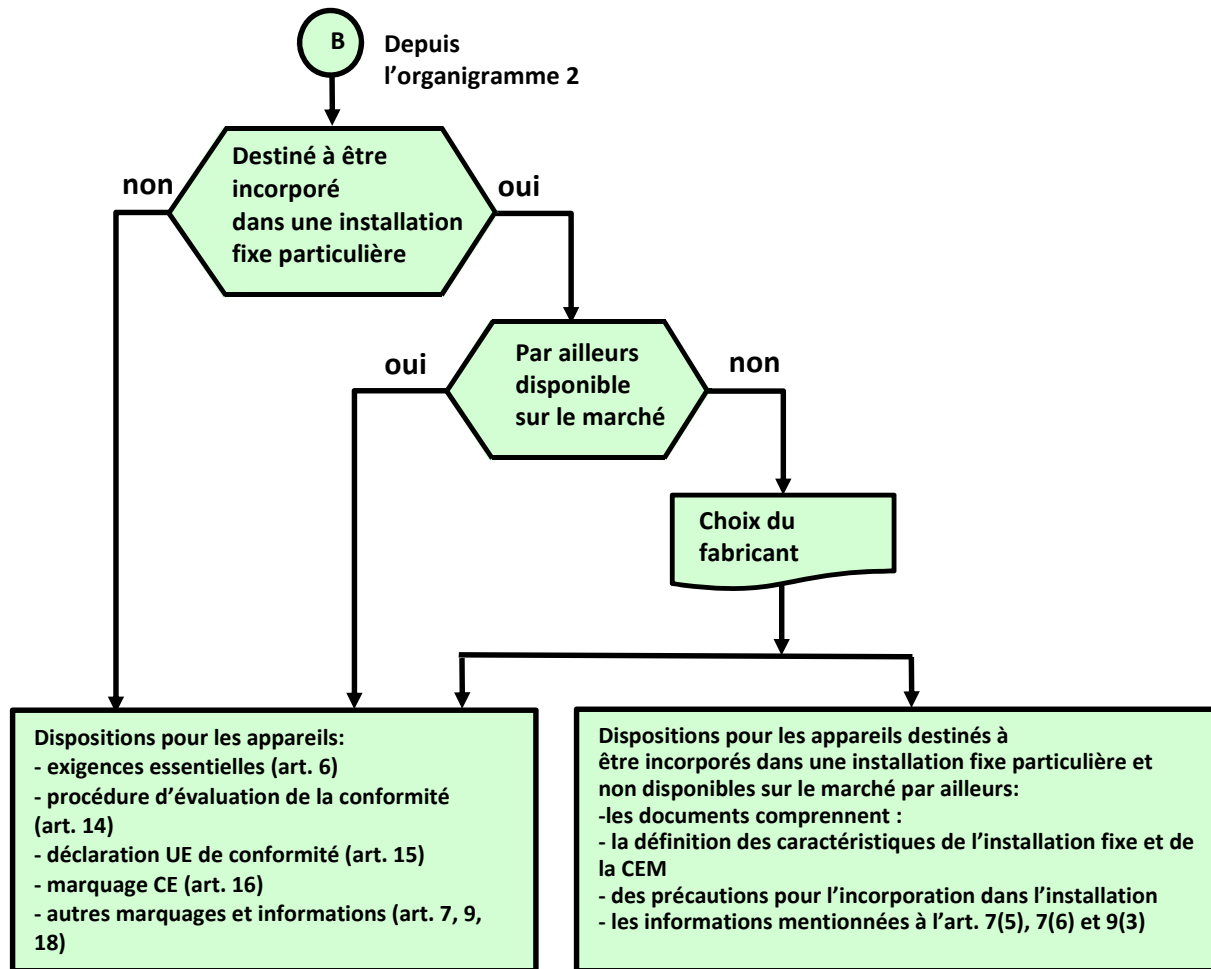 B
Depuis
l’organigramme 2
Destiné à être
incorporé
dans une installation
fixe particulière
non
oui
Par ailleurs
disponible
sur le marché
oui
non
Choix du
fabricant
Dispositions pour les appareils:
- exigences essentielles (art. 6)
- procédure d’évaluation de la conformité
(art. 14)
- déclaration UE de conformité (art. 15)
- marquage CE (art. 16)
- autres marquages et informations (art. 7, 9,
18)
Dispositions pour les appareils destinés à
être incorporés dans une installation fixe particulière et
non disponibles sur le marché par ailleurs:
-les documents comprennent :
- la définition des caractéristiques de l’installation fixe et de
la CEM
- des précautions pour l’incorporation dans l’installation
- les informations mentionnées à l’art. 7(5), 7(6) et 9(3)